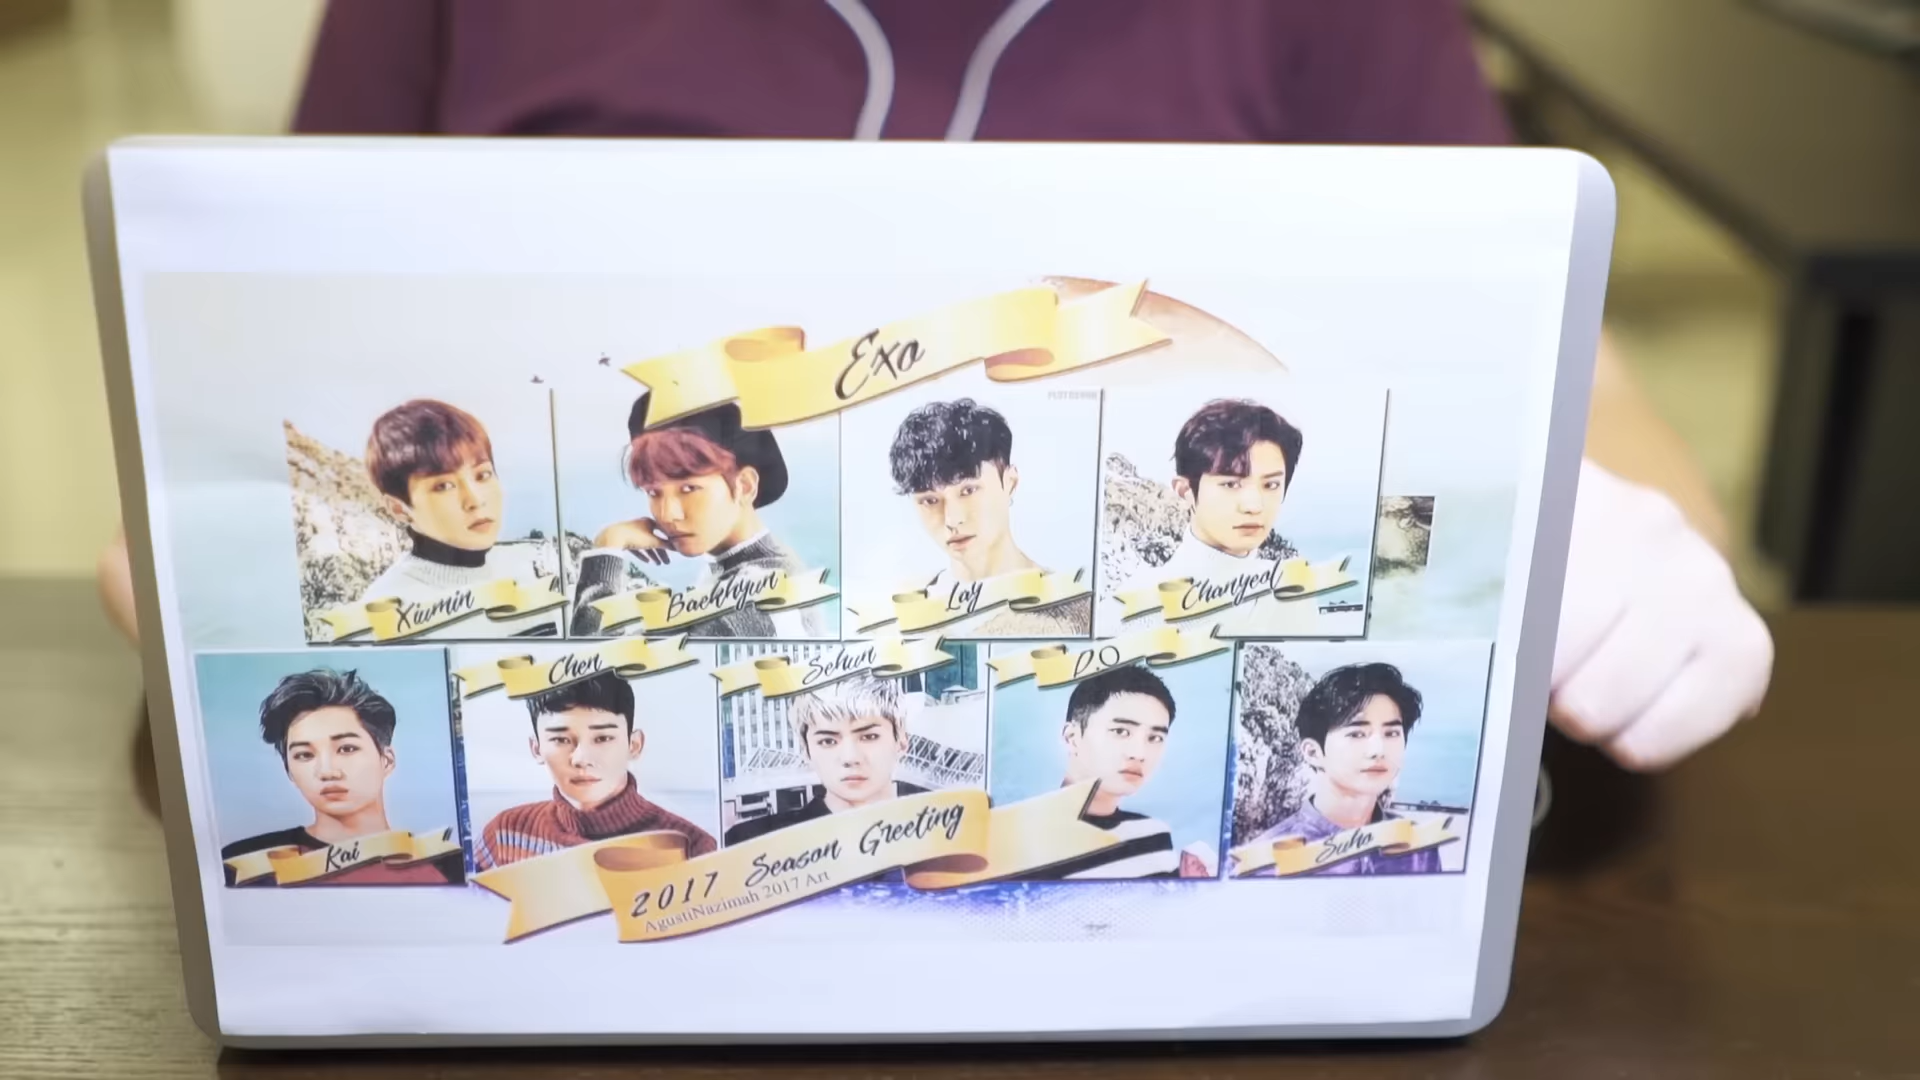 Exo
Xiumin
Baekhyun
Lay
Chanyeol
Kai
Chen
Sehun
D.O
Suho
2017 Season Greeting
AgustiNazimah 2017 Art